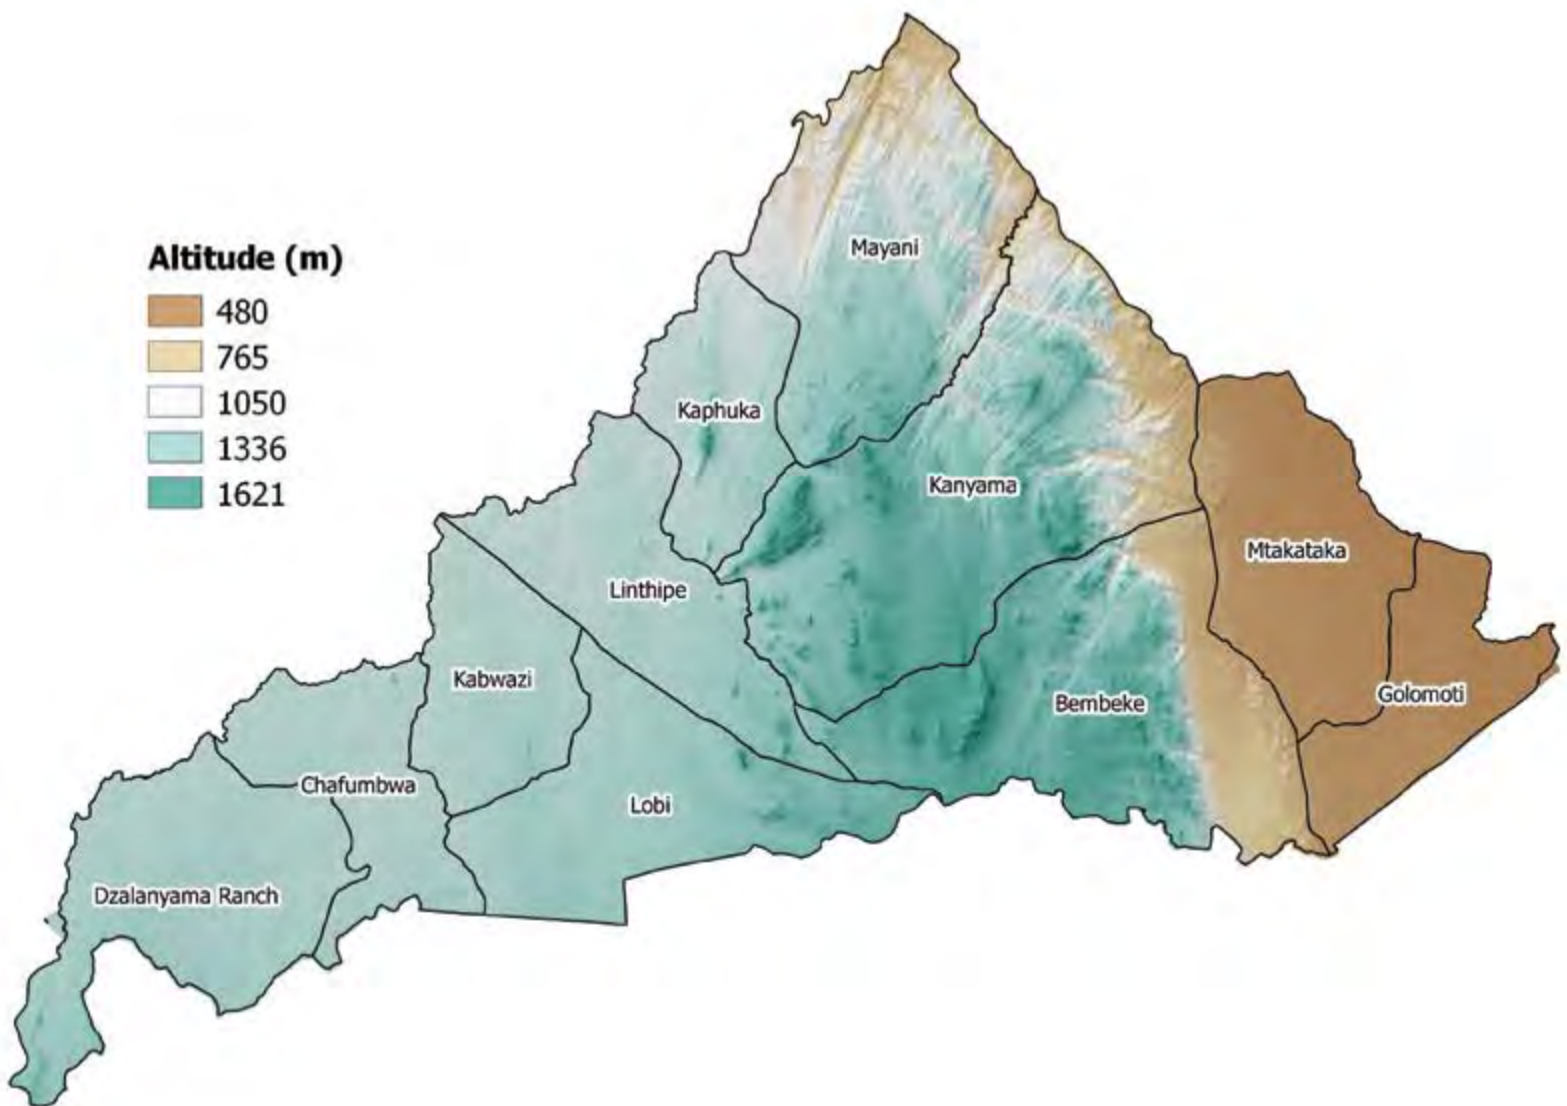 Altitude (m)
480
765
1050
1336
1621
Mayani
Kaphuka
Kanyama
Mtakataka
Linthipe
Kabwazi
Golomoti
Bembeke
Chafumbwa
Lobi
Dzalanyama Ranch